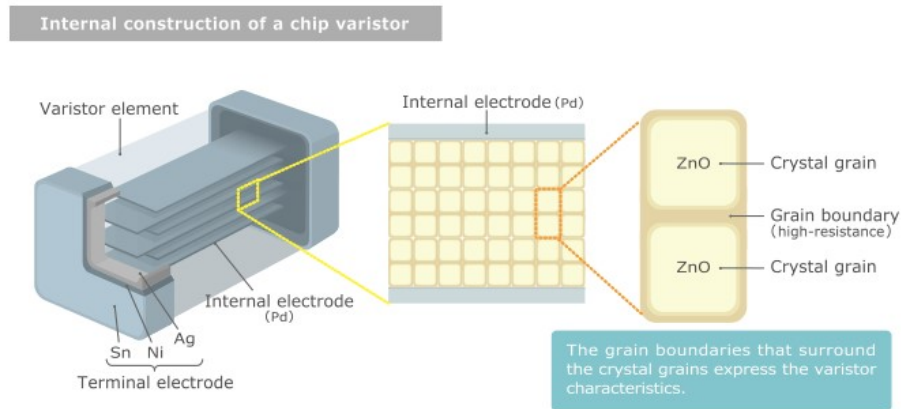 Internal construction of a chip varistor
Varistor element
Internal electrode (Pd)
Internal electrode
(Pd)
Ag
Sn Ni
Terminal electrode
ZnO
Crystal grain
Grain boundary
(high-resistance)
ZnO
Crystal grain
The grain boundaries that surround
the crystal grains express the varistor
characteristics.